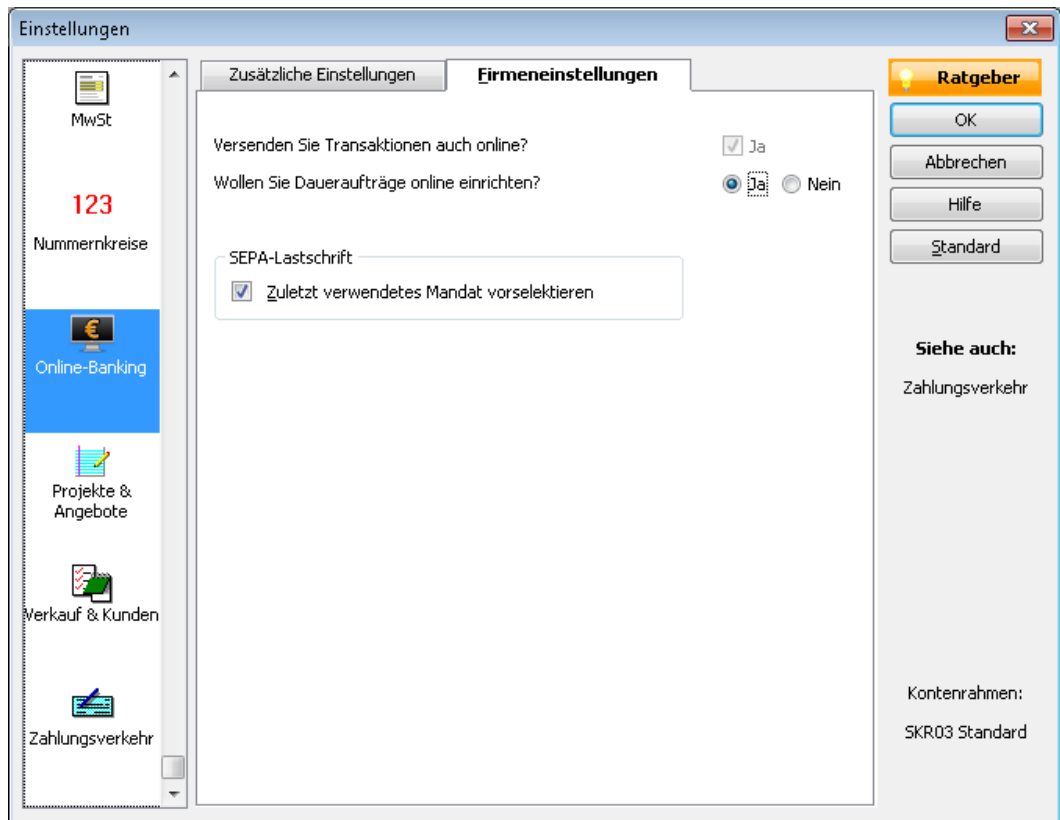 Einstellungen
MwSt
123
Nummernkreise
€
Online-Banking
Projekte &
Angebote
Verkauf & Kunden
Zahlungsverkehr
Zusätzliche Einstellungen
Firmeneinstellungen
Versenden Sie Transaktionen auch online?
Ja
Wollen Sie Daueraufträge online einrichten?
Ja Nein
SEPA-Lastschrift
Zuletzt verwendetes Mandat vorselektieren
Ratgeber
OK
Abbrechen
Hilfe
Standard
Siehe auch:
Zahlungsverkehr
Kontenrahmen:
SKR03 Standard